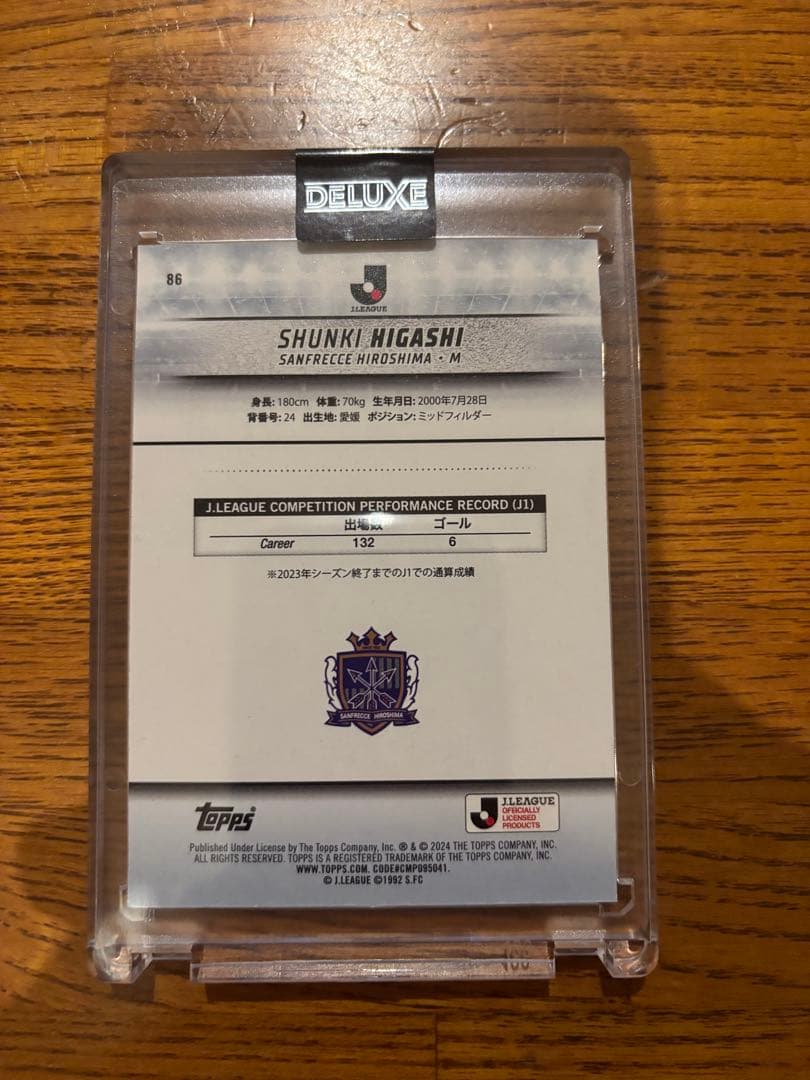 DELUXE
86
J.LEAGUE
SHUNKI HIGASHI
SANFRECCE HIROSHIMA • M
身長: 180cm 体重: 70kg 生年月日: 2000年7月28日
背番号: 24 出生地: 愛媛 ポジション: ミッドフィルダー
J.LEAGUE COMPETITION PERFORMANCE RECORD (J1)
出場数 ゴール
Career 132 6
※2023年シーズン終了までのJ1での通算成績
SANFRECCE HIROSHIMA
Topps
J.LEAGUE
OFFICIALLY
LICENSED
PRODUCTS
Published Under License by The Topps Company, Inc. ® & © 2024 THE TOPPS COMPANY, INC.
ALL RIGHTS RESERVED. TOPPS IS A REGISTERED TRADEMARK OF THE TOPPS COMPANY, INC.
WWW.TOPPS.COM. CODE#CMP095041.
© J.LEAGUE ©1992 S.FC